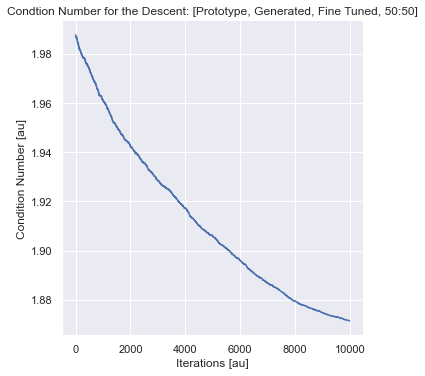 Condtion Number for the Descent: [Prototype, Generated, Fine Tuned, 50:50]
Condition Number [au]
1.98
1.96
1.94
1.92
1.90
1.88
0 2000 4000 6000 8000 10000
Iterations [au]